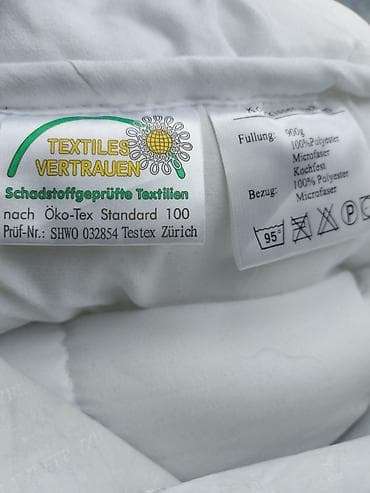 TEXTILES
VERTRAUEN
Schadstoffgeprüfte Textilien
nach Öko-Tex Standard 100
Prüf-Nr.: SHWO 032854 Testex Zürich
Füllung: 900g
100%Polyester
Microfaser
Kochfest
100% Polyester
Bezug: Microfaser
95°
P